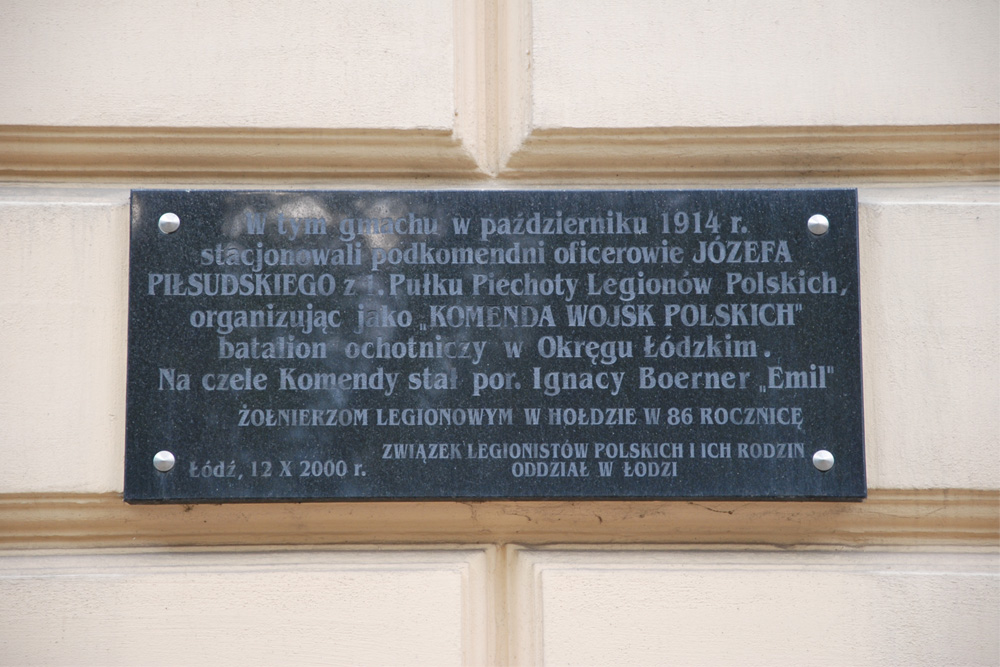 W tym gmachu w październiku 1914 r.
stacjonowali podkomendni oficerowie JÓZEFA
PIŁSUDSKIEGO z 1. Pułku Piechoty Legionów Polskich,
organizując jako „KOMENDA WOJSK POLSKICH"
batalion ochotniczy w Okręgu Łódzkim.
Na czele Komendy stał por. Ignacy Boerner „Emil"
ŻOŁNIERZOM LEGIONOWYM W HOŁDZIE W 86 ROCZNICĘ
ZWIĄZEK LEGIONISTÓW POLSKICH I ICH RODZIN
Łódź, 12 X 2000 r. ODDZIAŁ W ŁODZI